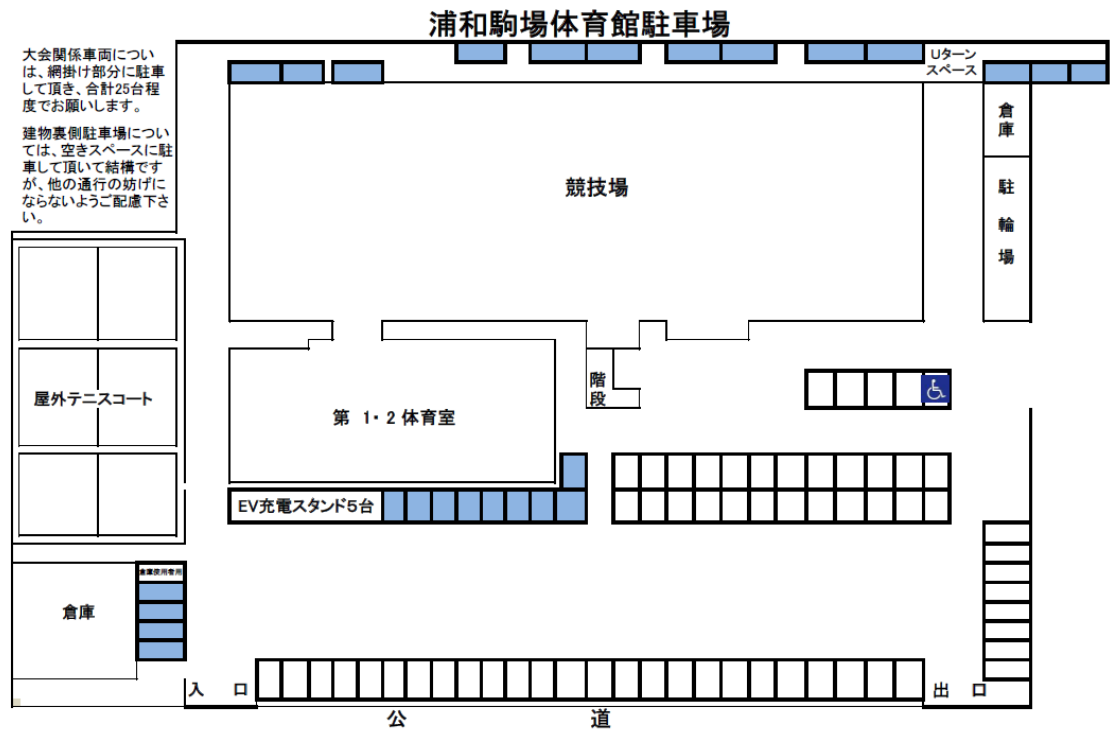 浦和駒場体育館駐車場
大会関係車両につい
は、網掛け部分に駐車
して頂き、合計25台程
度でお願いします。
建物裏側駐車場につい
ては、空きスペースに駐
車して頂いて結構です
が、他の通行の妨げに
ならないようご配慮下さ
い。
Uターン
スペース
倉庫
競技場
駐輪場
屋外テニスコート
階段
第 1・2 体育室
EV充電スタンド5台
倉庫使用者用
倉庫
入 口
出 口
公 道